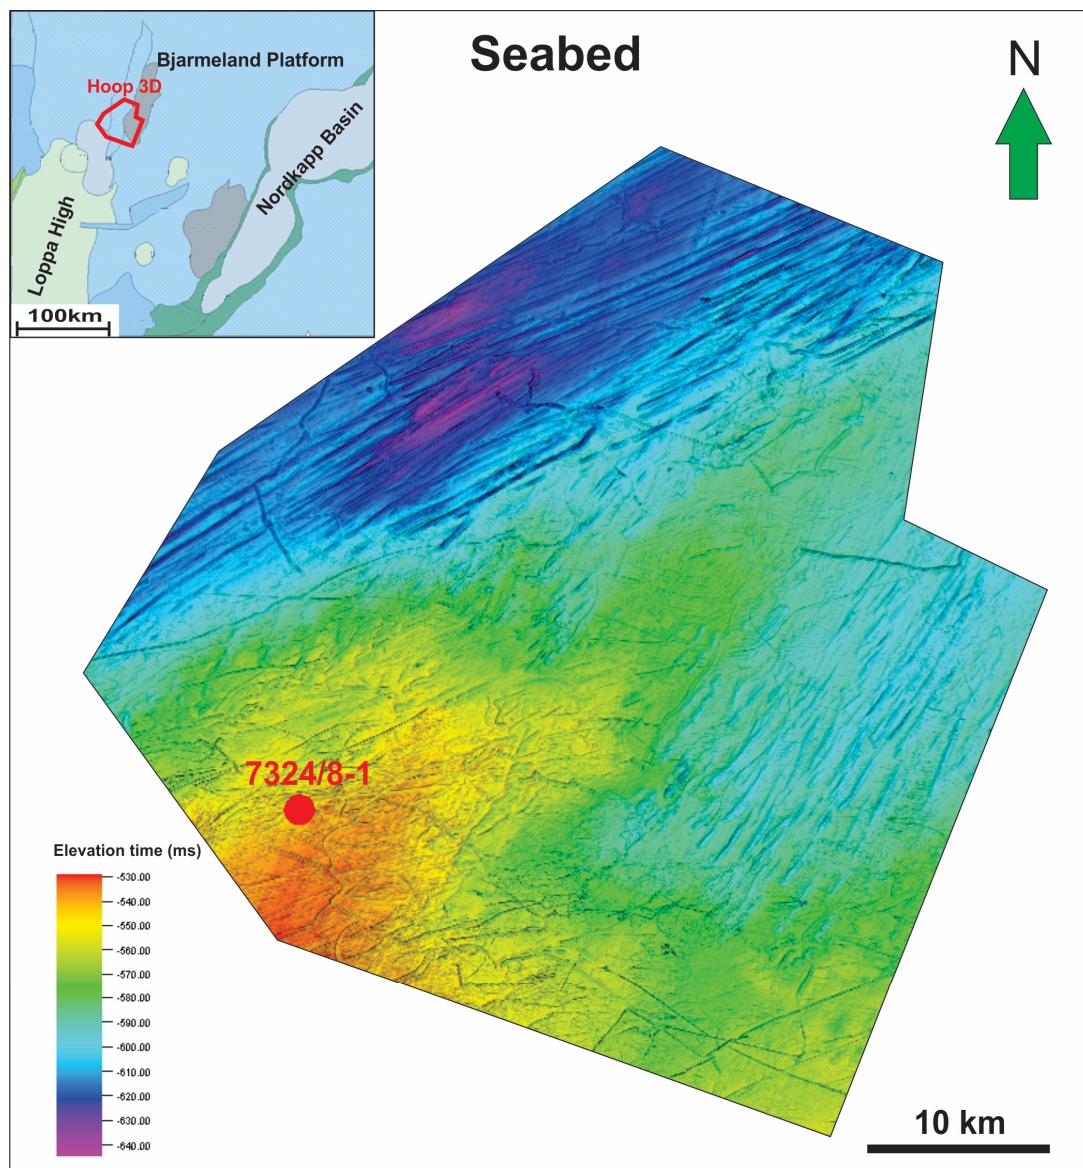 Seabed
N
Bjarmeland Platform
Hoop 3D
Nordkapp Basin
Loppa High
100km
7324/8-1
Elevation time (ms)
-530.00
-540.00
-550.00
-560.00
-570.00
-580.00
-590.00
-600.00
-610.00
-620.00
-630.00
-640.00
10 km